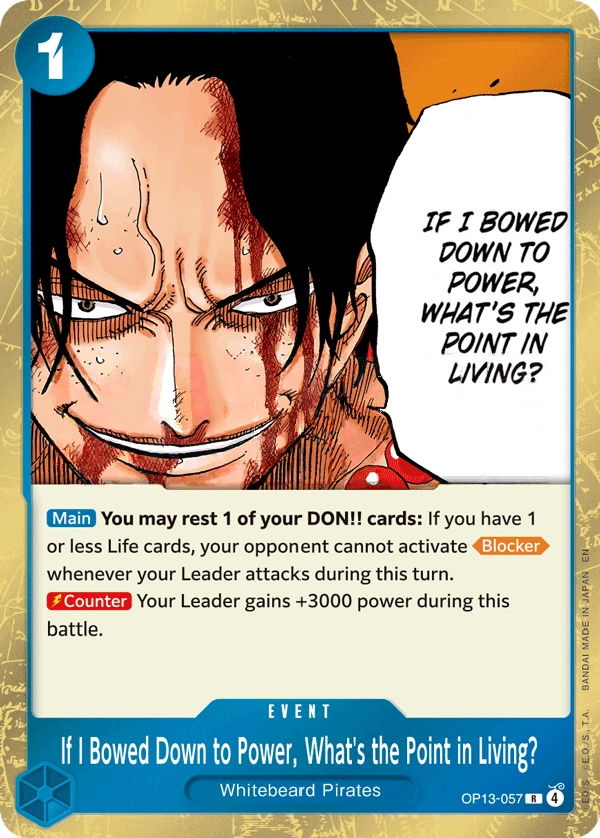 1
IF I BOWED
DOWN TO
POWER,
WHAT'S THE
POINT IN
LIVING?
Main You may rest 1 of your DON!! cards: If you have 1
or less Life cards, your opponent cannot activate Blocker
whenever your Leader attacks during this turn.
Counter Your Leader gains +3000 power during this
battle.
EVENT
If I Bowed Down to Power, What's the Point in Living?
Whitebeard Pirates
OP13-057 R 4
©E.O.S., T.A. BANDAI MADE IN JAPAN EN